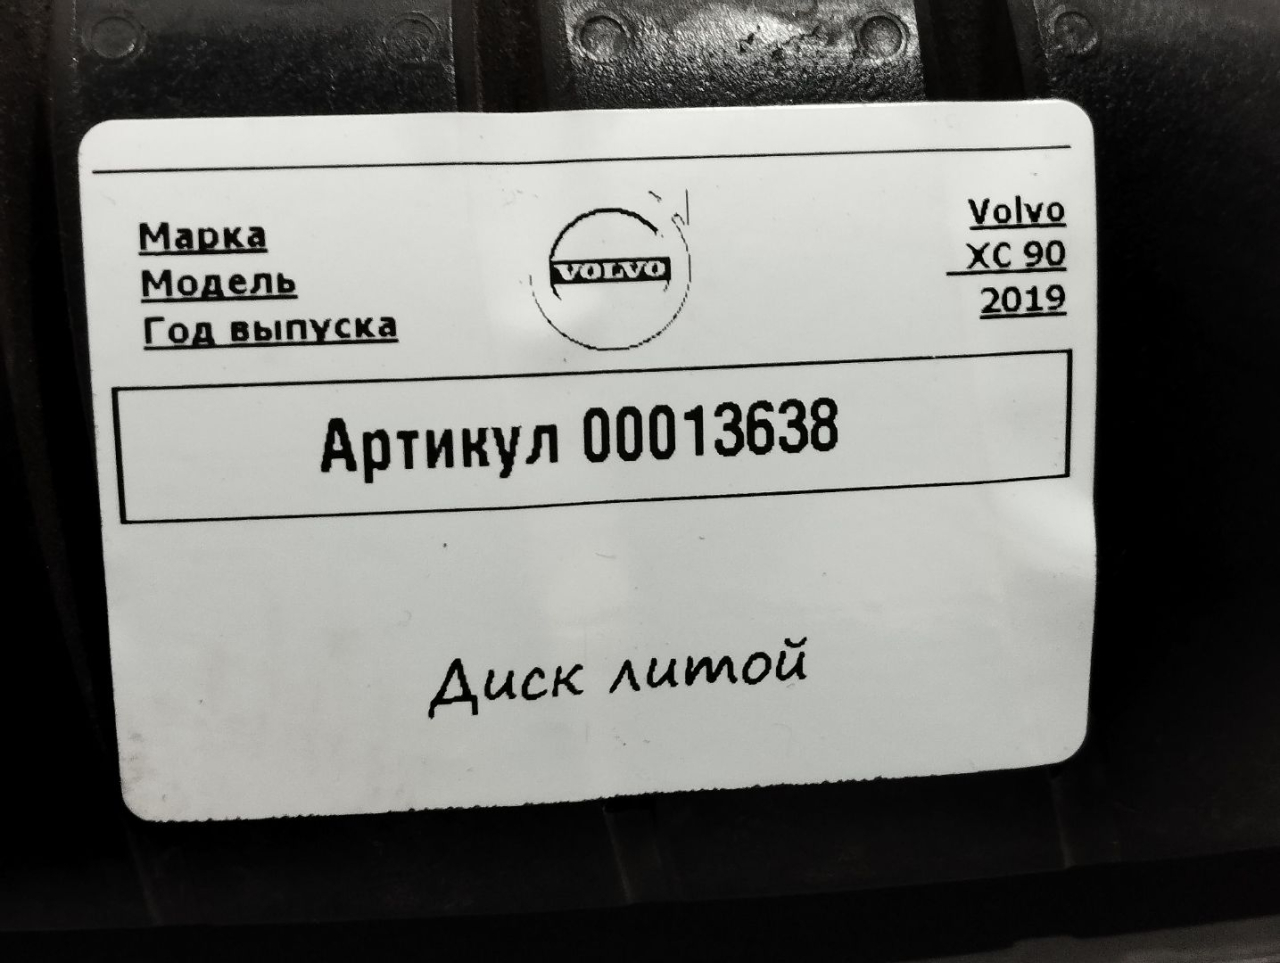 Марка VOLVO Volvo
Модель XC 90
Год выпуска 2019
Артикул 00013638
Диск литой